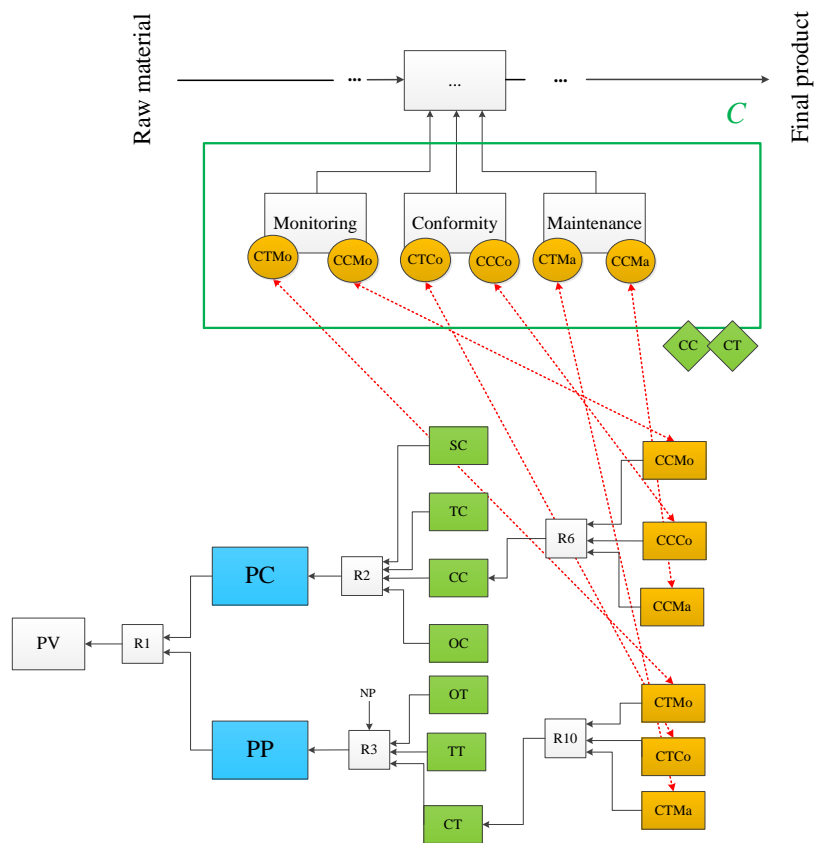 Raw material
...
...
...
Final product
C
Monitoring
Conformity
Maintenance
CTMo
CCMo
CTCo
CCCo
CTMa
CCMa
CC
CT
SC
CCMo
TC
R6
CCCo
PC
R2
CC
CCMa
PV
R1
OC
OT
CTMo
NP
PP
R3
TT
R10
CTCo
CT
CTMa